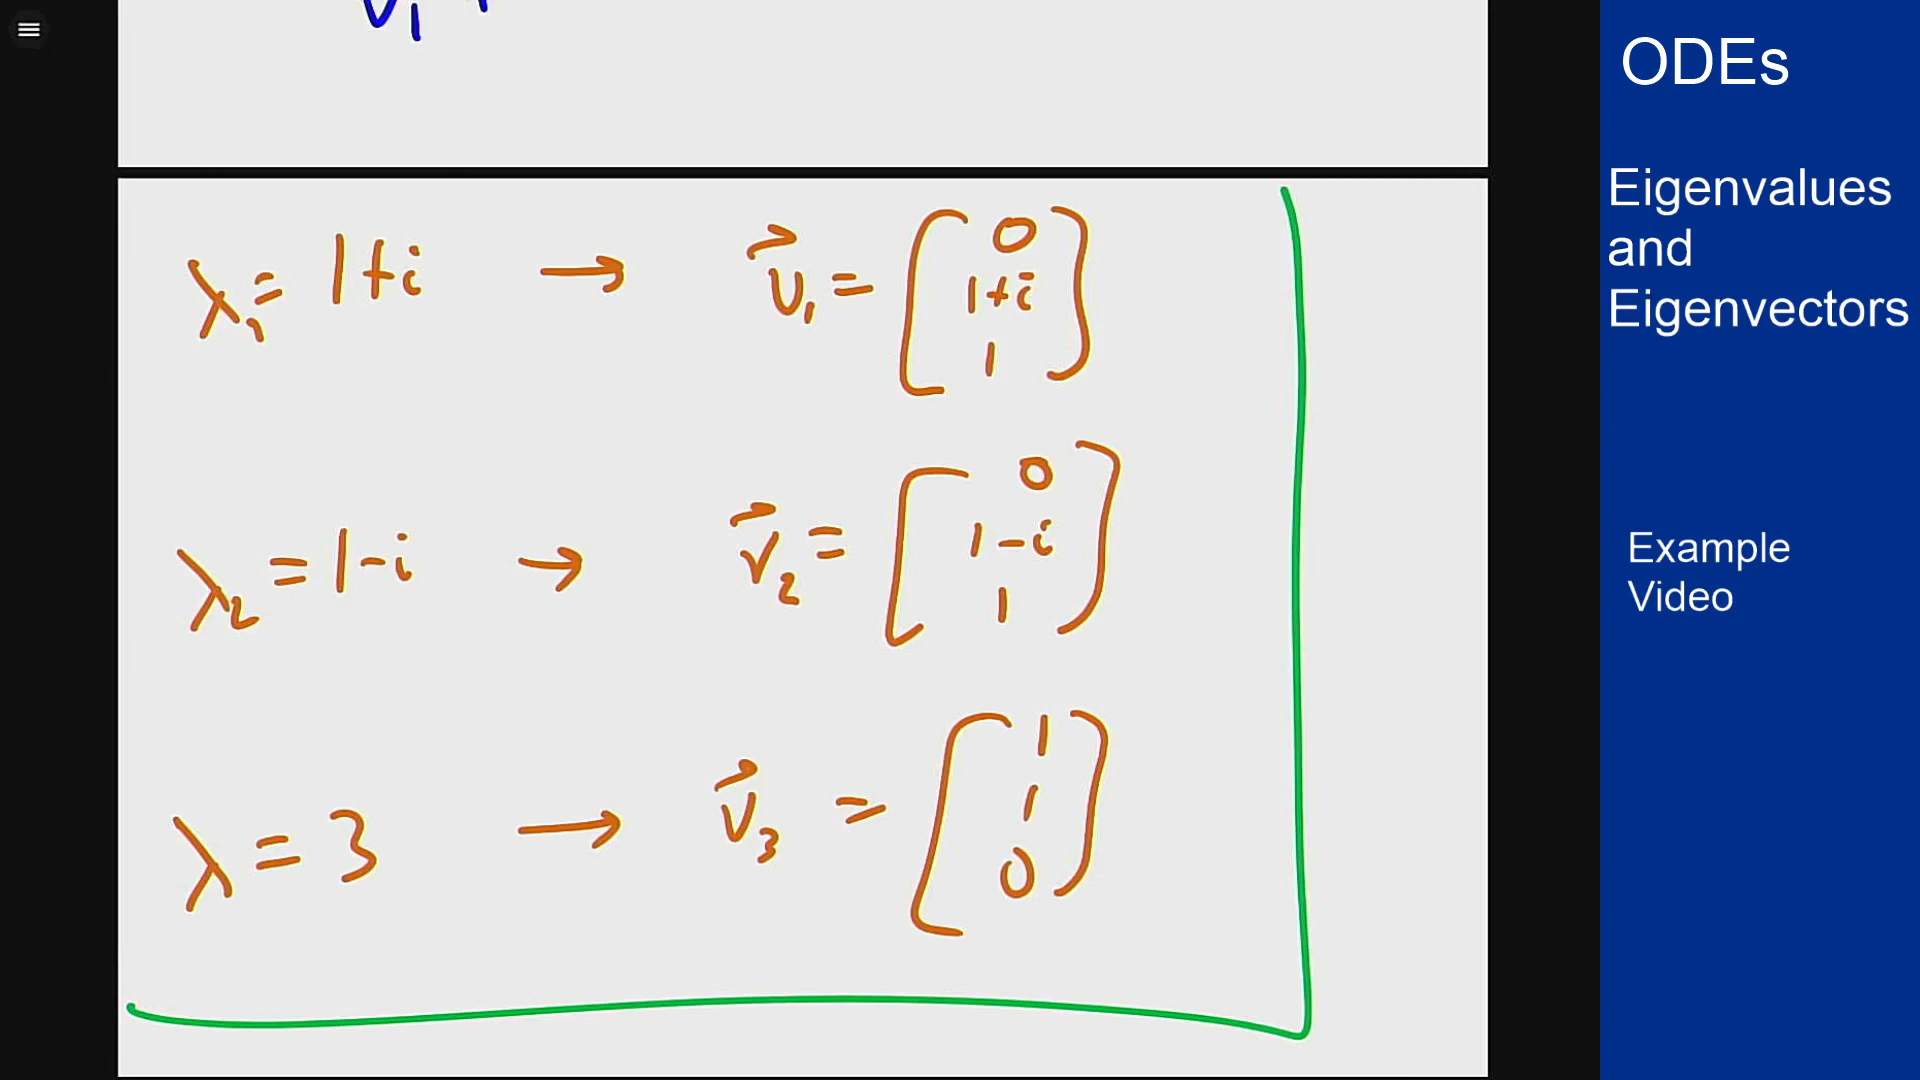 v₁
λ₁= 1+i → v⃗₁= [0
1+i
1]
λ₂ = 1-i → v⃗₂= [0
1-i
1]
λ = 3 → v⃗₃ = [1
1
0]
ODEs
Eigenvalues
and
Eigenvectors
Example
Video